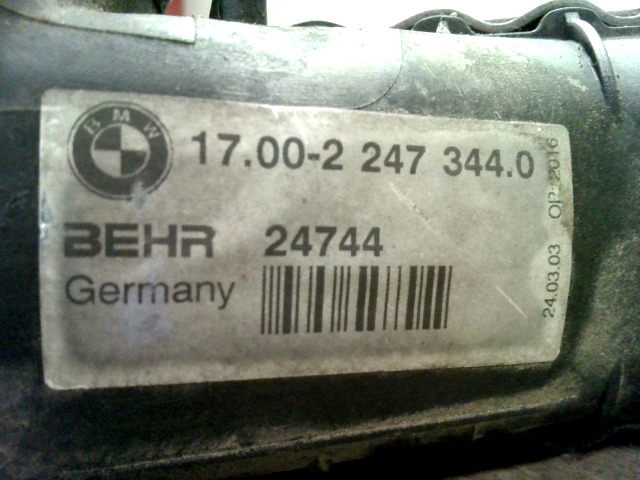 BMW
17.00-2 247 344.0
BEHR 24744
Germany
24.03.03 OP: 2016